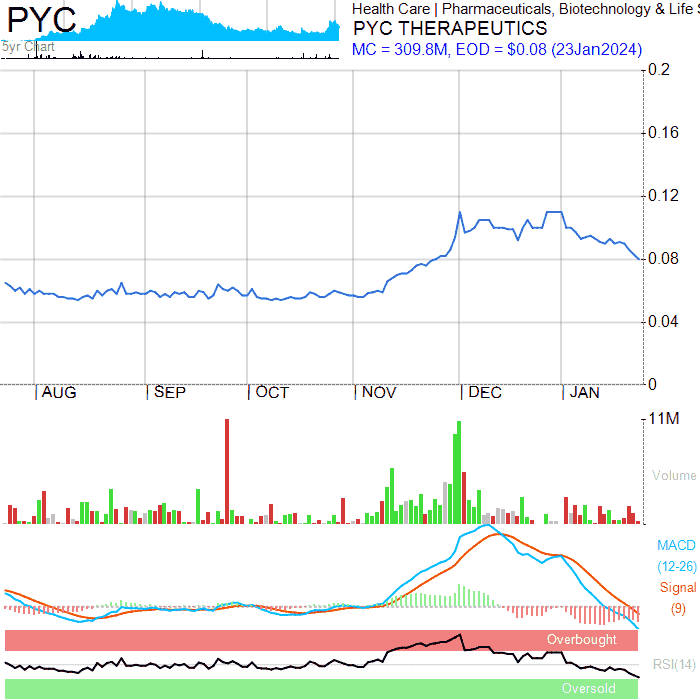 PYC
5yr Chart
Health Care | Pharmaceuticals, Biotechnology & Life S
PYC THERAPEUTICS
MC = 309.8M, EOD = $0.08 (23Jan2024)
0.2
0.16
0.12
0.08
0.04
0
AUG SEP OCT NOV DEC JAN
11M
Volume
MACD
(12-26)
Signal
(9)
Overbought
RSI(14)
Oversold